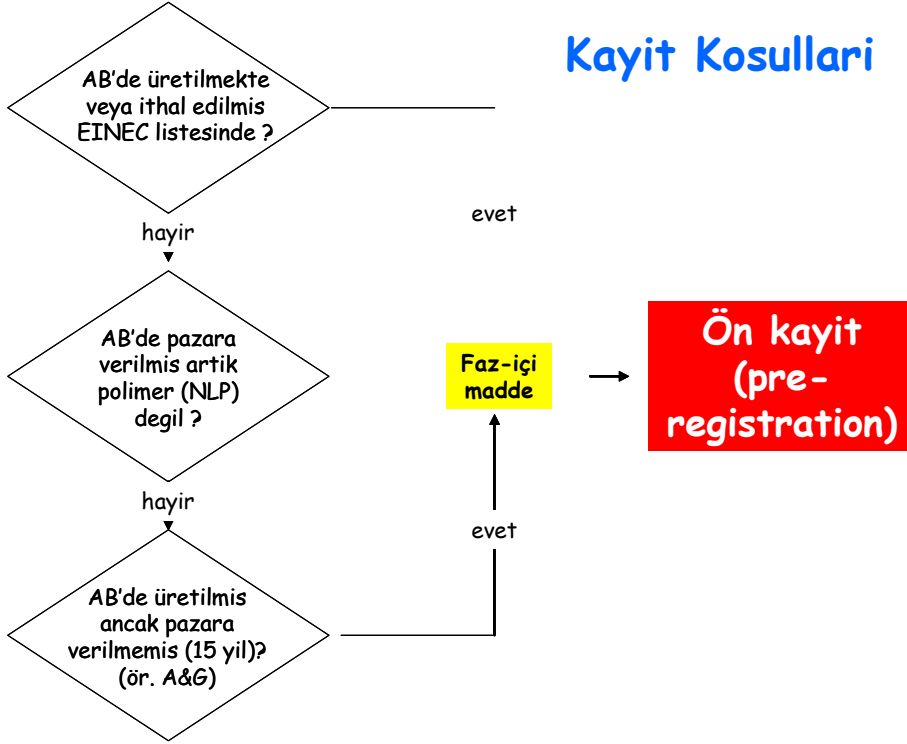 Kayit Kosullari
AB'de üretilmekte
veya ithal edilmis
EINEC listesinde ?
evet
hayir
AB'de pazara
verilmis artik
polimer (NLP)
degil ?
Faz-içi
madde
Ön kayit
(pre-
registration)
hayir
evet
AB'de üretilmis
ancak pazara
verilmemis (15 yil)?
(ör. A&G)